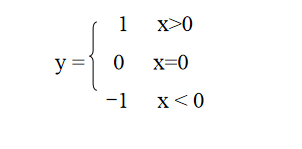 1 x>0
y = { 0 x=0
−1 x < 0